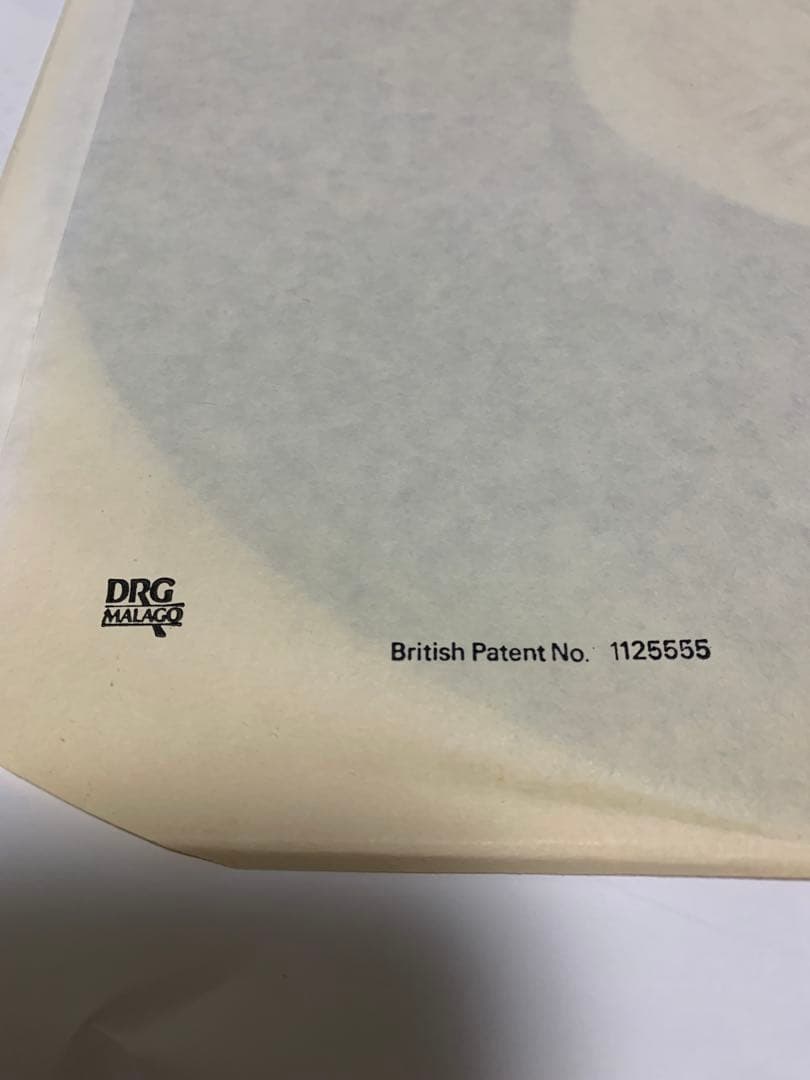 DRG
MALAGO
British Patent No. 1125555